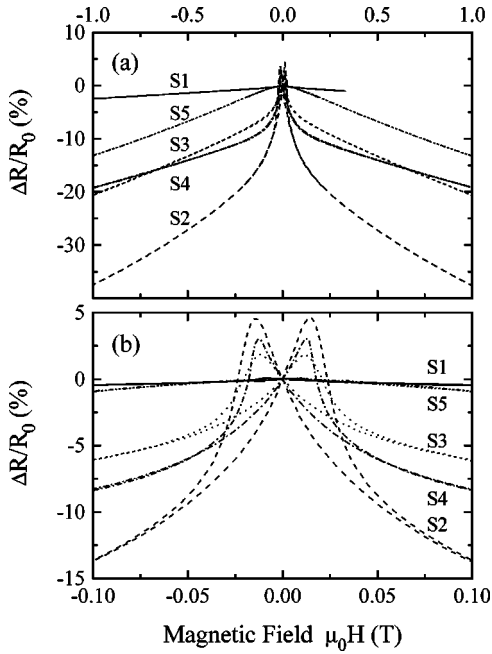 -1.0 -0.5 0.0 0.5 1.0
10
0
-10
-20
-30
ΔR/R0 (%)
(a)
S1
S5
S3
S4
S2
5
0
-5
-10
-15
ΔR/R0 (%)
(b)
S1
S5
S3
S4
S2
-0.10 -0.05 0.00 0.05 0.10
Magnetic Field μ0H (T)